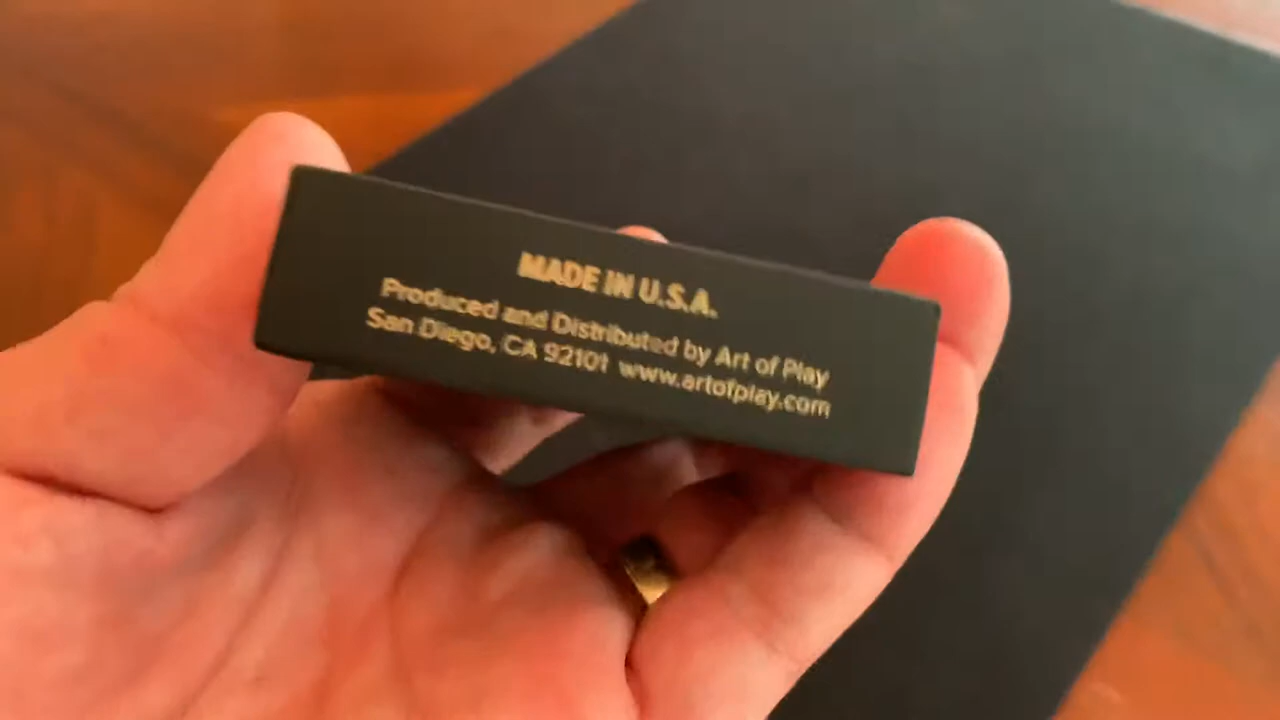 MADE IN U.S.A.
Produced and Distributed by Art of Play
San Diego, CA 92101 www.artofplay.com